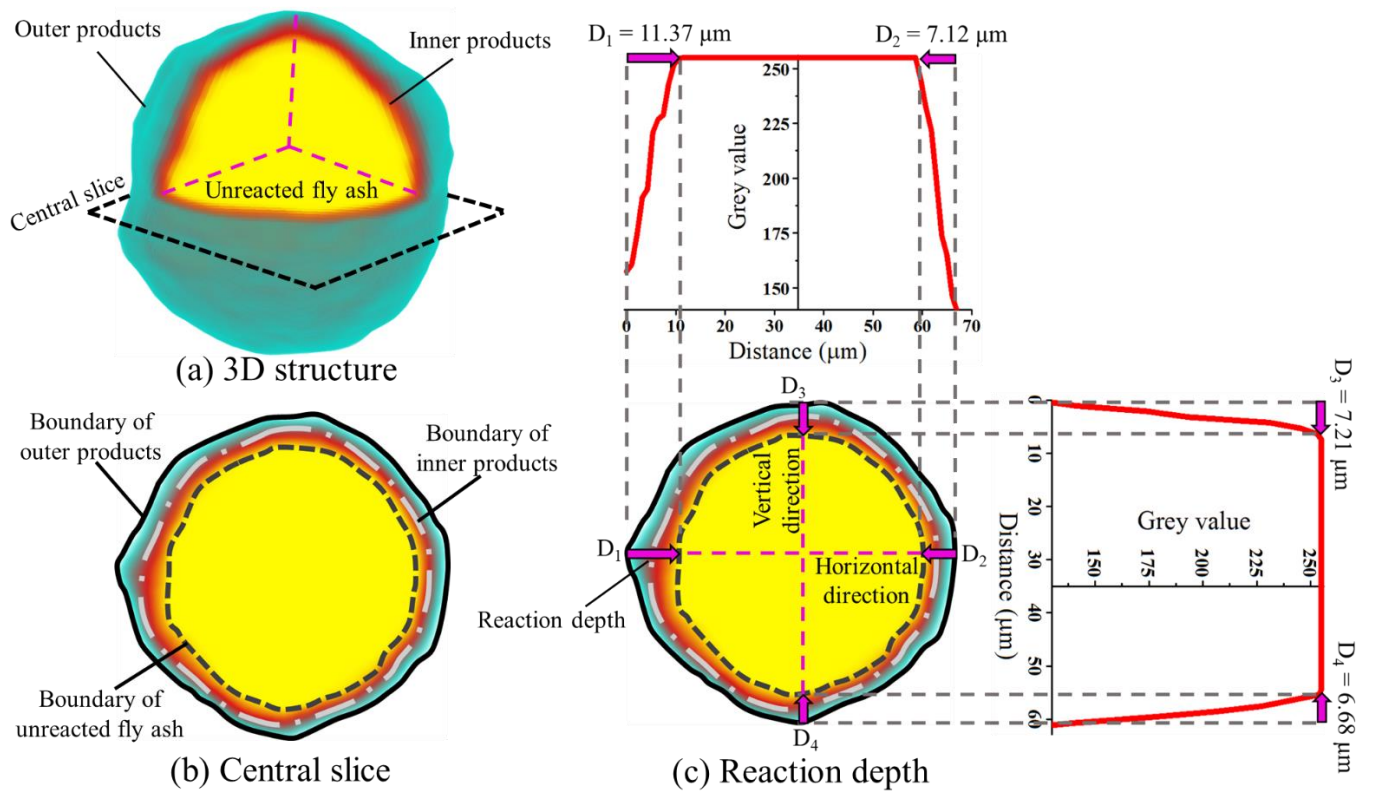 Outer products
Inner products
Unreacted fly ash
Central slice
(a) 3D structure
D1 = 11.37 µm
D2 = 7.12 µm
250
225
200
175
150
Grey value
0 10 20 30 40 50 60 70
Distance (µm)
Boundary of
outer products
Boundary of
inner products
Boundary of
unreacted fly ash
(b) Central slice
D3
Vertical
direction
D1
D2
Horizontal
direction
Reaction depth
D4
(c) Reaction depth
D3 = 7.21 µm
0
10
20
30
40
50
60
Distance (µm)
Grey value
150 175 200 225 250
D4 = 6.68 µm